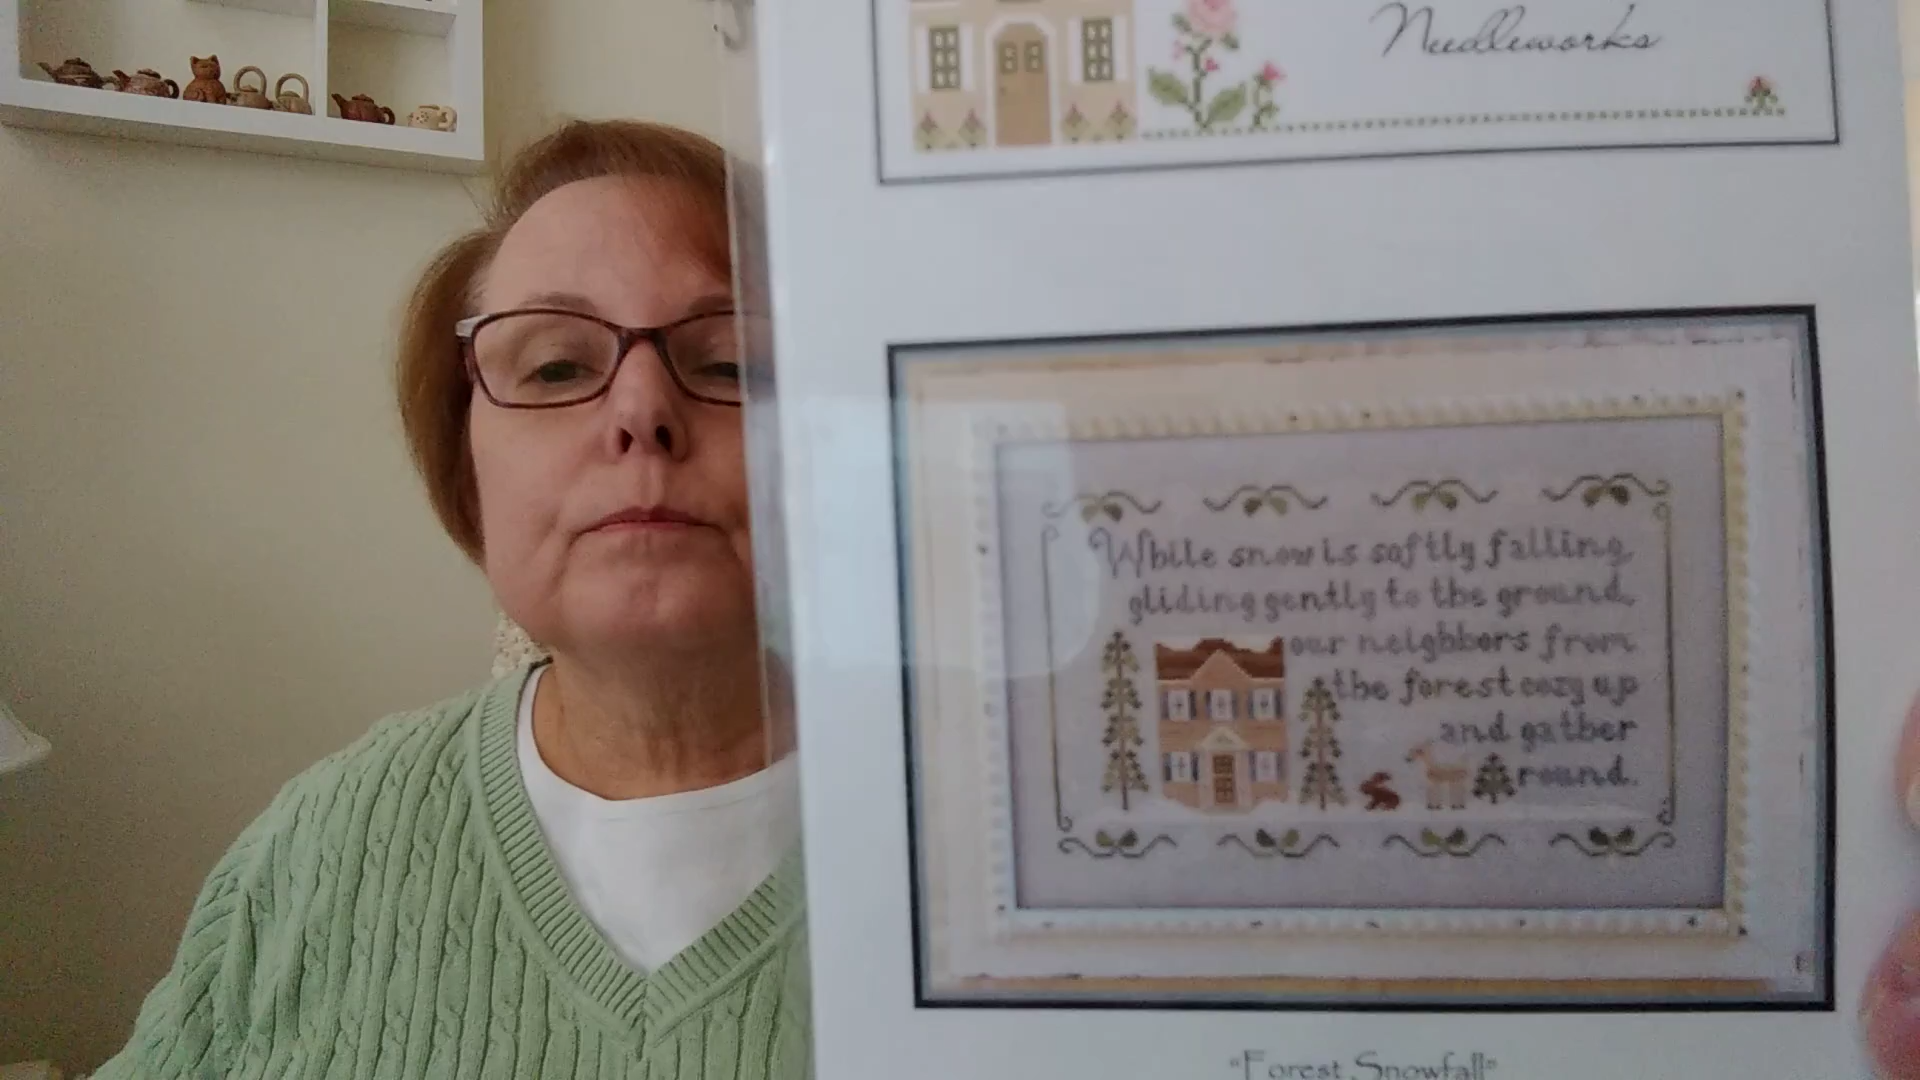 Needleworks
While snow is softly falling,
gliding gently to the ground,
our neighbors from
the forest cozy up
and gather
round.
"Forest Snowfall"